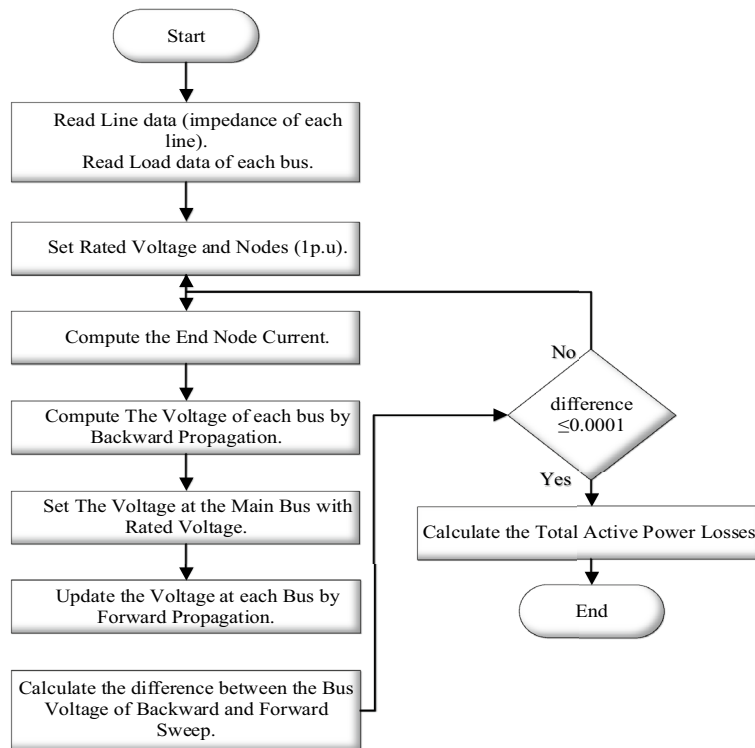 Start
Read Line data (impedance of each
line).
Read Load data of each bus.
Set Rated Voltage and Nodes (1p.u).
Compute the End Node Current.
Compute The Voltage of each bus by
Backward Propagation.
Set The Voltage at the Main Bus with
Rated Voltage.
Update the Voltage at each Bus by
Forward Propagation.
Calculate the difference between the Bus
Voltage of Backward and Forward
Sweep.
No
difference
≤0.0001
Yes
Calculate the Total Active Power Losses
End